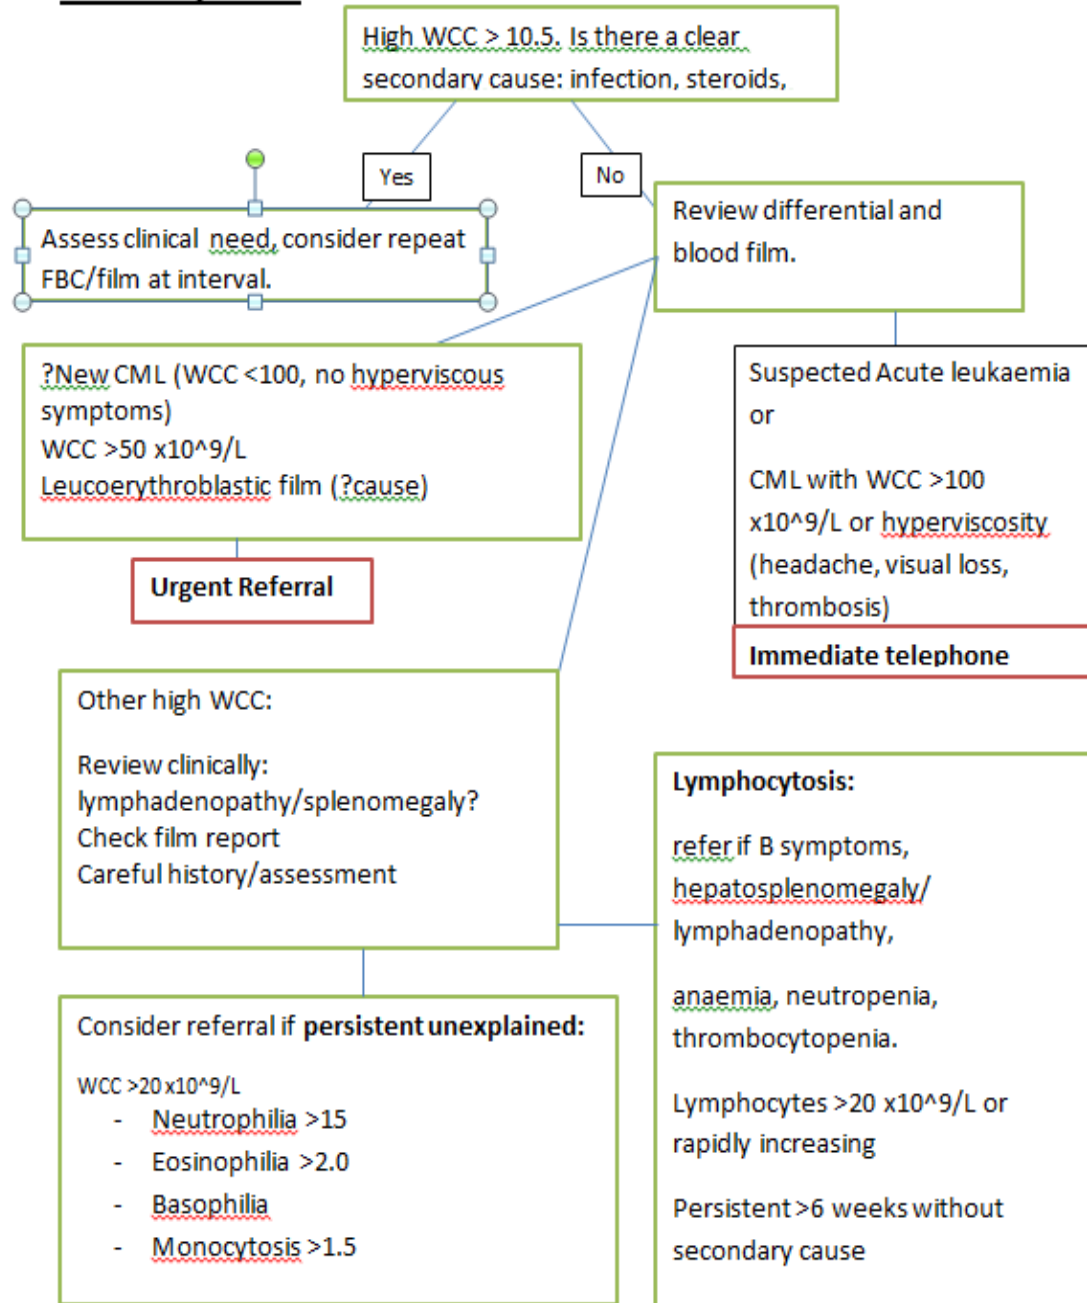 High WCC > 10.5. Is there a clear
secondary cause: infection, steroids,
Yes
No
Assess clinical need, consider repeat
FBC/film at interval.
Review differential and
blood film.
?New CML (WCC <100, no hyperviscous
symptoms)
WCC >50 x10^9/L
Leucoerythroblastic film (?cause)
Urgent Referral
Suspected Acute leukaemia
or
CML with WCC >100
x10^9/L or hyperviscosity
(headache, visual loss,
thrombosis)
Immediate telephone
Other high WCC:
Review clinically:
lymphadenopathy/splenomegaly?
Check film report
Careful history/assessment
Lymphocytosis:
refer if B symptoms,
hepatosplenomegaly/
lymphadenopathy,
anaemia, neutropenia,
thrombocytopenia.
Lymphocytes >20 x10^9/L or
rapidly increasing
Persistent >6 weeks without
secondary cause
Consider referral if persistent unexplained:
WCC >20 x10^9/L
- Neutrophilia >15
- Eosinophilia >2.0
- Basophilia
- Monocytosis >1.5